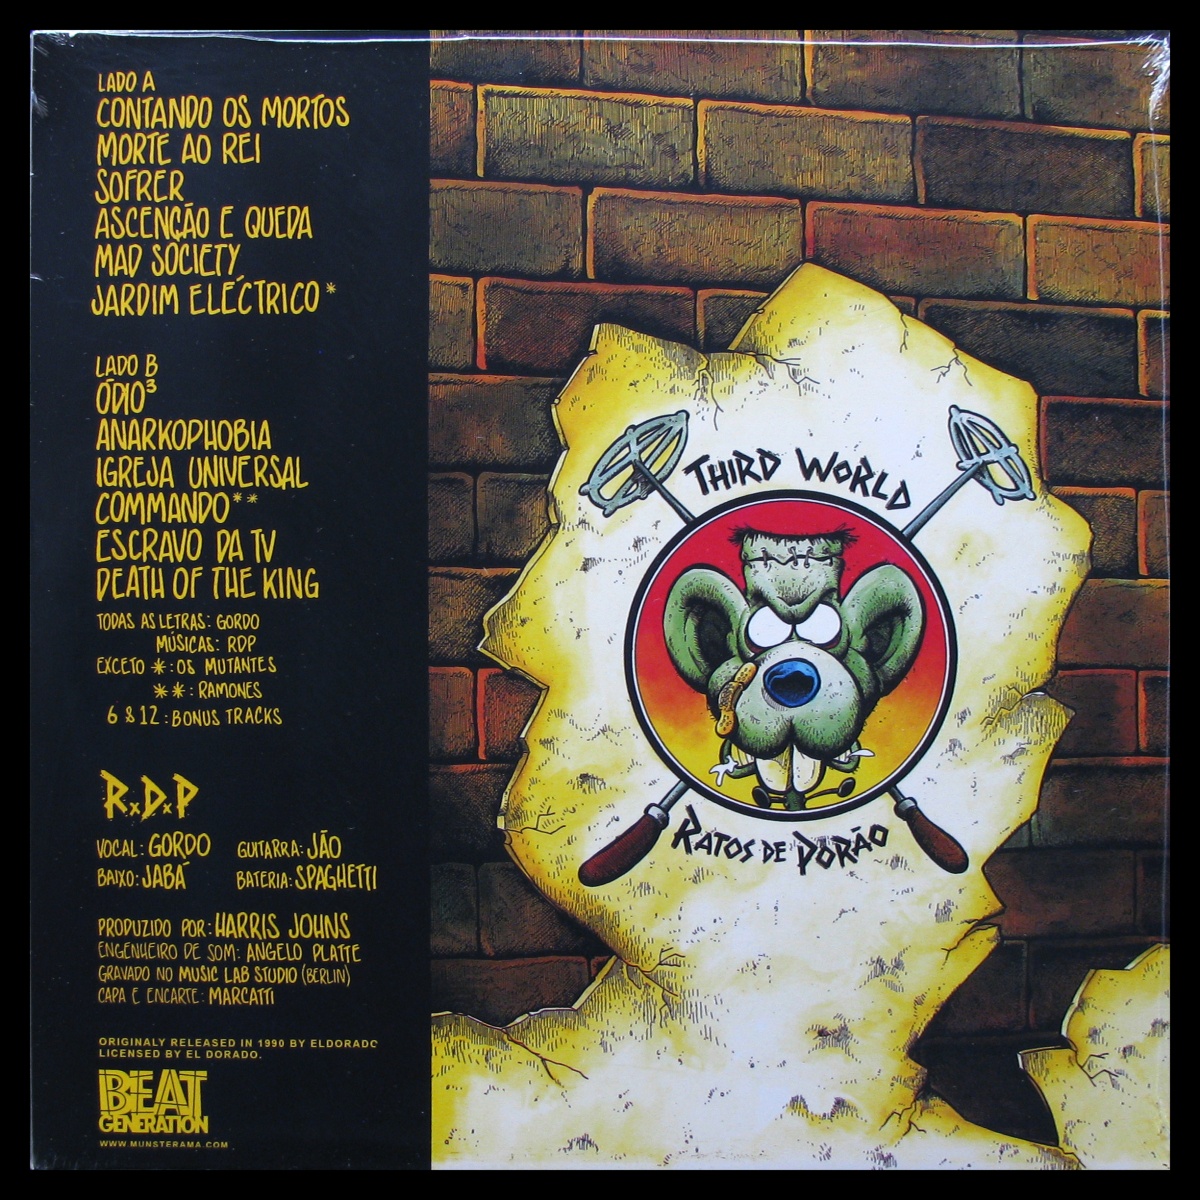 LADO A
CONTANDO OS MORTOS
MORTE AO REI
SOFRER
ASCENÇÃO E QUEDA
MAD SOCIETY
JARDIM ELÉCTRICO *
LADO B
ÓDIO³
ANARKOPHOBIA
IGREJA UNIVERSAL
COMMANDO **
ESCRAVO DA TV
DEATH OF THE KING
TODAS AS LETRAS: GORDO
MÚSICAS: RDP
EXCETO *: OS MUTANTES
**: RAMONES
6 & 12: BONUS TRACKS
RxDxP
VOCAL: GORDO GUITARRA: JÃO
BAIXO: JABÁ BATERIA: SPAGHETTI
PRODUZIDO POR: HARRIS JOHNS
ENGENHEIRO DE SOM: ANGELO PLATTE
GRAVADO NO MUSIC LAB STUDIO (BERLIN)
CAPA E ENCARTE: MARCATTI
ORIGINALY RELEASED IN 1990 BY ELDORADO
LICENSED BY EL DORADO.
BEAT
GENERATION
WWW.MUNSTERAMA.COM
THIRD WORLD
RATOS DE PORÃO